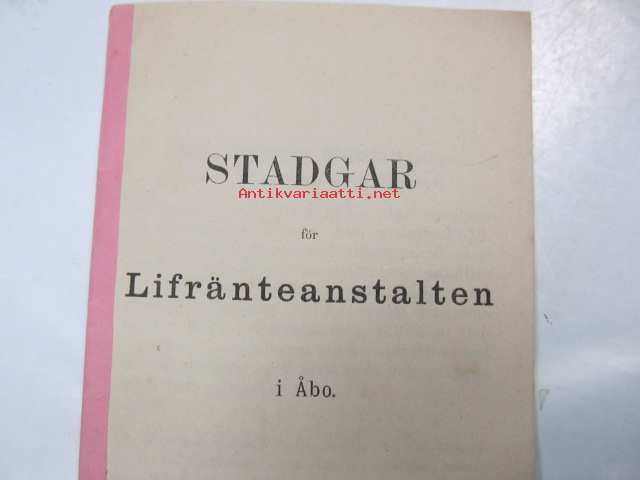 STADGAR
Antikvariaatti.net
för
Lifränteanstalten
i Åbo.